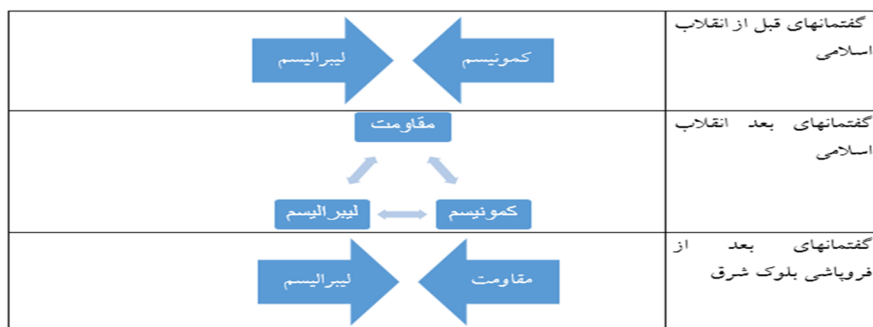 گفتمانهای قبل از انقلاب
اسلامی
کمونیسم
لیبرالیسم
گفتمانهای بعد انقلاب
اسلامی
مقاومت
کمونیسم
لیبرالیسم
گفتمانهای بعد از
فروپاشی بلوک شرق
مقاومت
لیبرالیسم